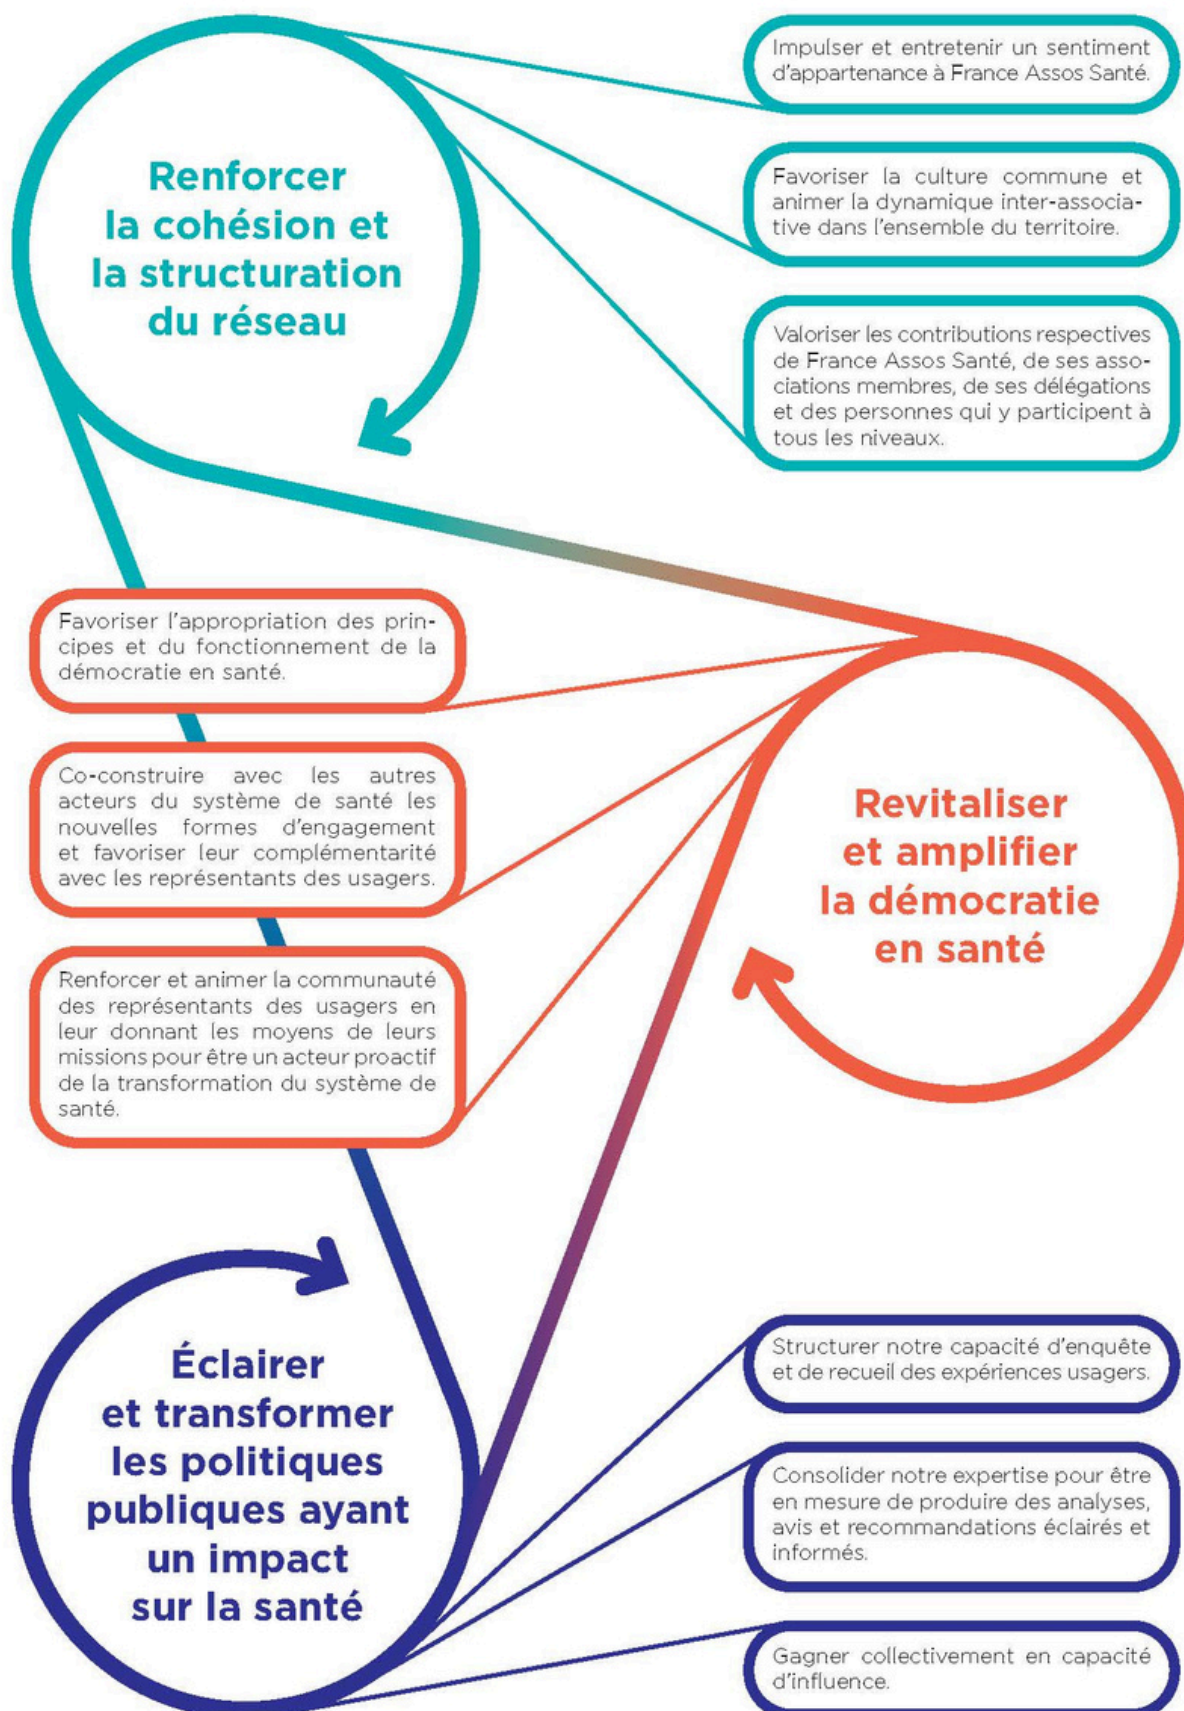 Renforcer
la cohésion et
la structuration
du réseau
Impulser et entretenir un sentiment
d'appartenance à France Assos Santé.
Favoriser la culture commune et
animer la dynamique inter-associa-
tive dans l'ensemble du territoire.
Valoriser les contributions respectives
de France Assos Santé, de ses asso-
ciations membres, de ses délégations
et des personnes qui y participent à
tous les niveaux.
Revitaliser
et amplifier
la démocratie
en santé
Favoriser l'appropriation des prin-
cipes et du fonctionnement de la
démocratie en santé.
Co-construire avec les autres
acteurs du système de santé les
nouvelles formes d'engagement
et favoriser leur complémentarité
avec les représentants des usagers.
Renforcer et animer la communauté
des représentants des usagers en
leur donnant les moyens de leurs
missions pour être un acteur proactif
de la transformation du système de
santé.
Éclairer
et transformer
les politiques
publiques ayant
un impact
sur la santé
Structurer notre capacité d'enquête
et de recueil des expériences usagers.
Consolider notre expertise pour être
en mesure de produire des analyses,
avis et recommandations éclairés et
informés.
Gagner collectivement en capacité
d'influence.